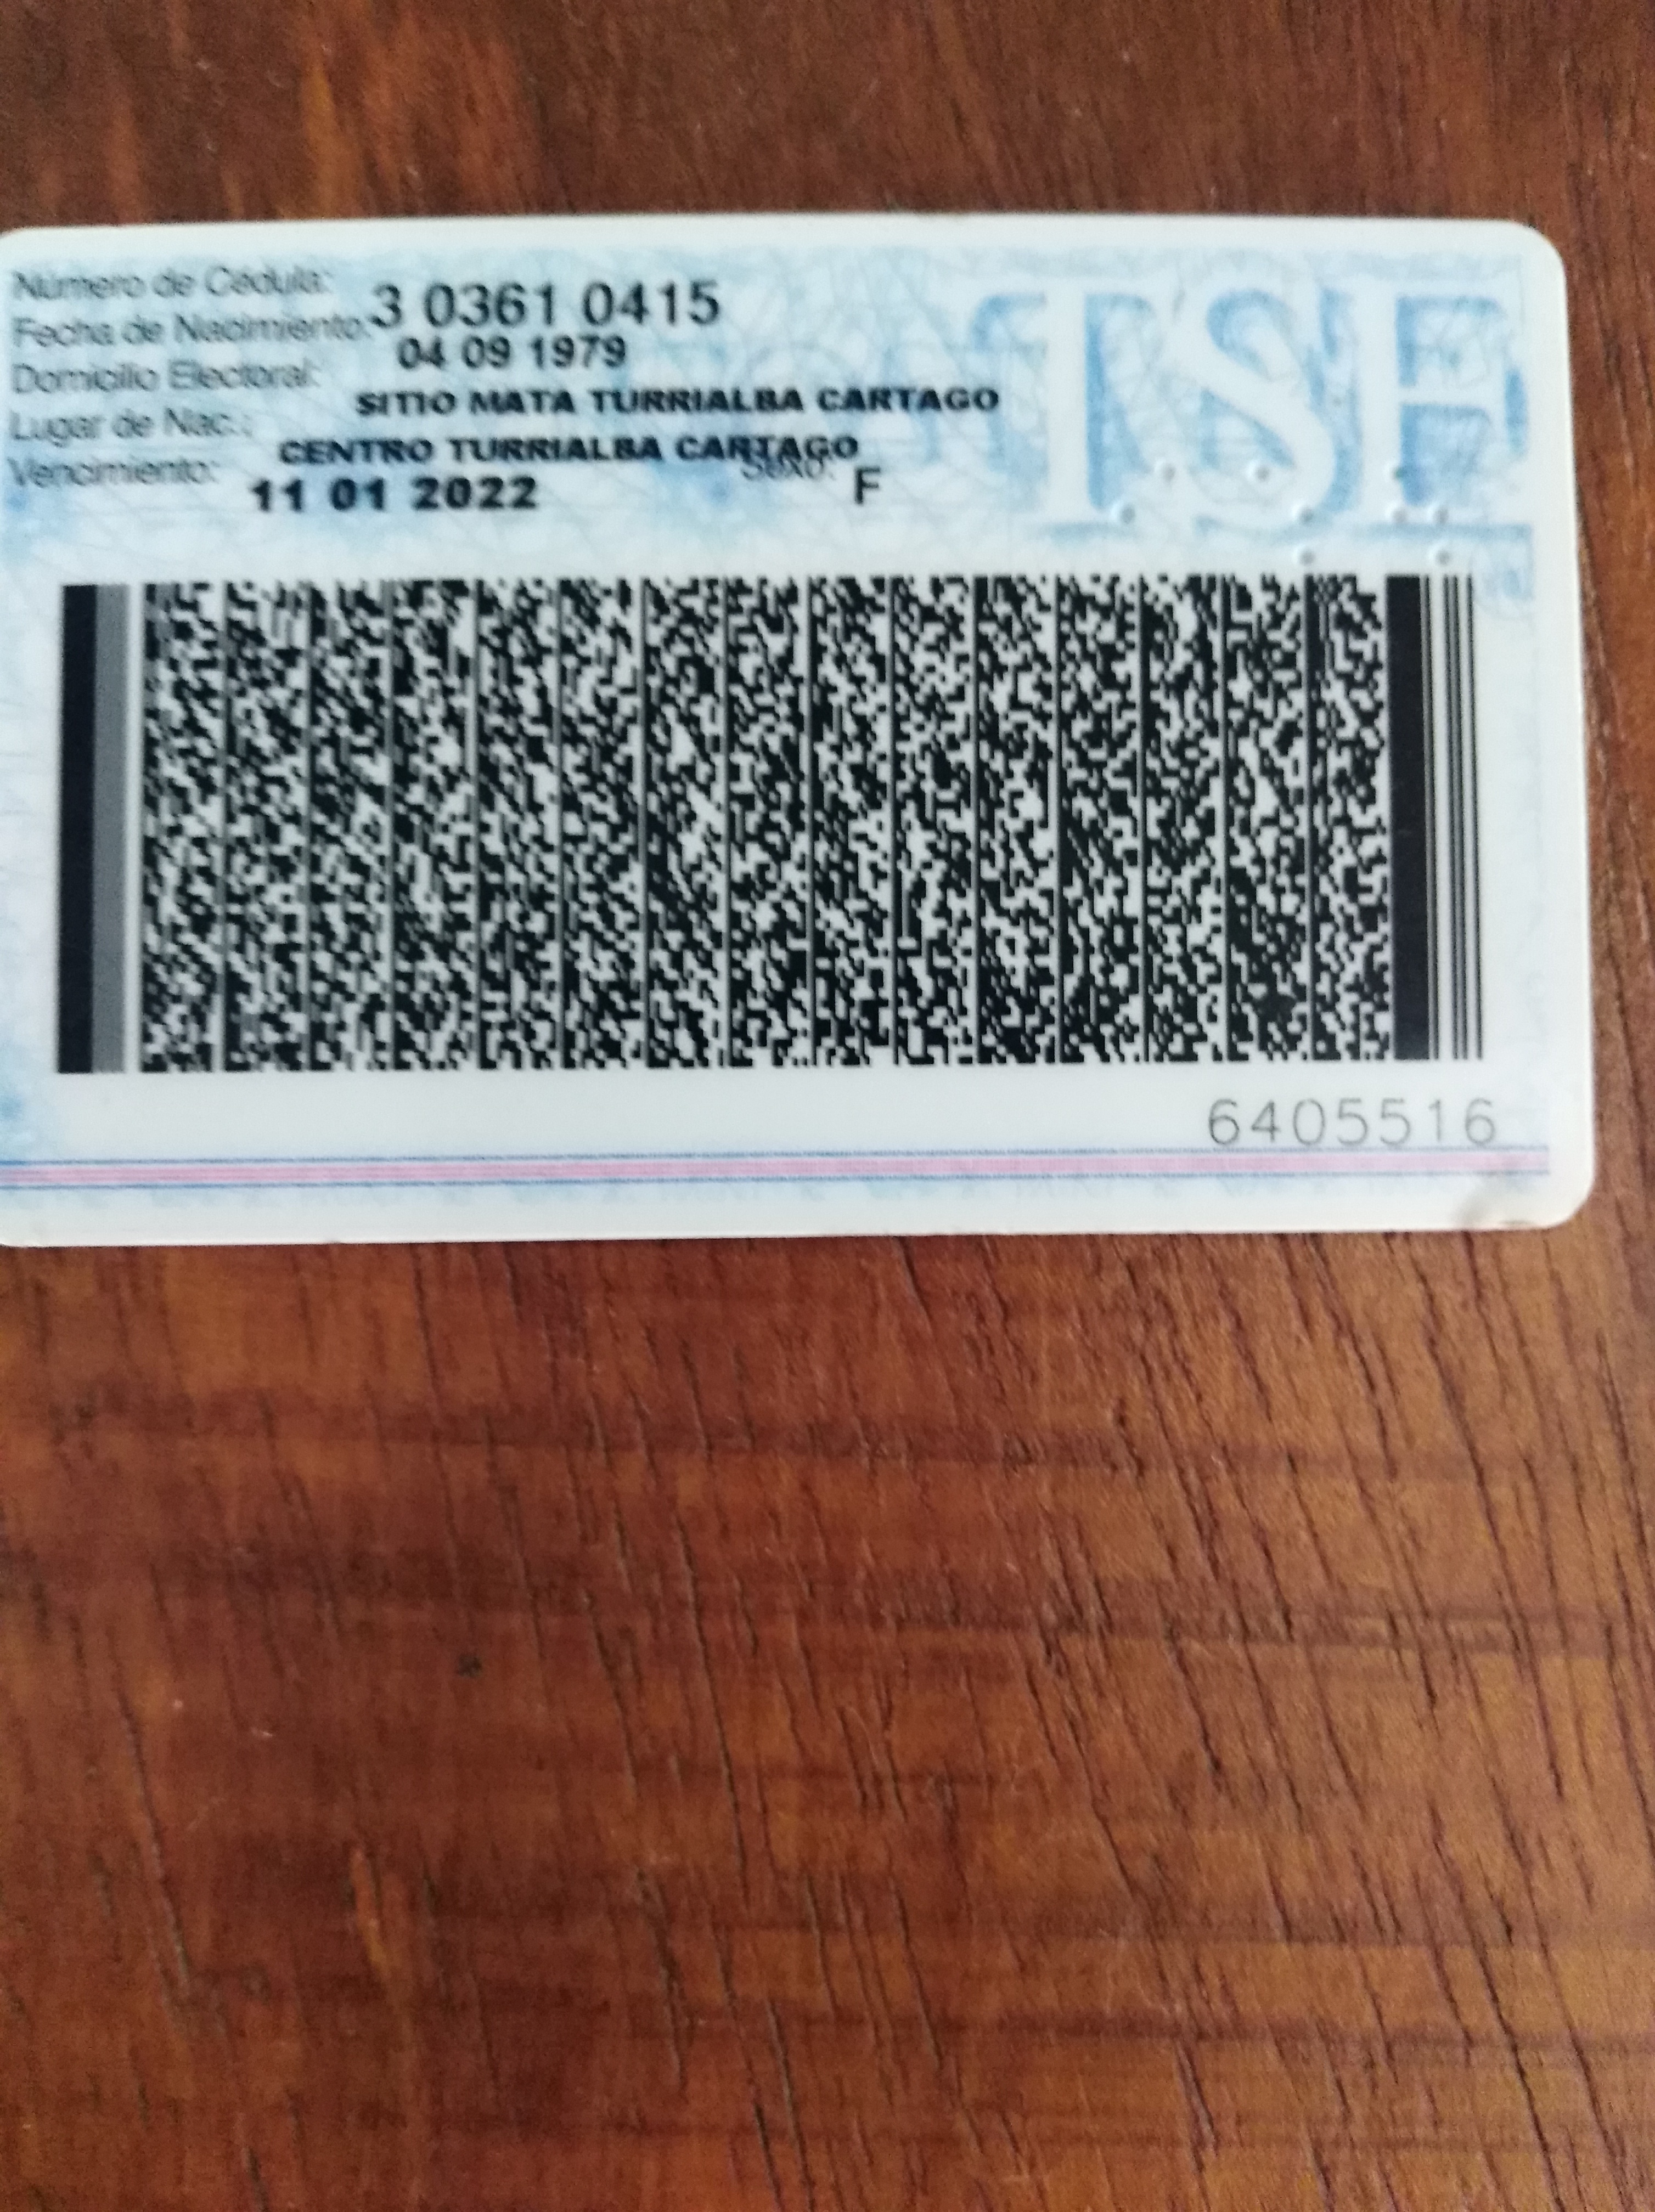 Número de Cédula: 3 0361 0415
Fecha de Nacimiento: 04 09 1979
Domicilio Electoral: SITIO MATA TURRIALBA CARTAGO
Lugar de Nac.: CENTRO TURRIALBA CARTAGO
Vencimiento: 11 01 2022 Sexo: F
TSE
6405516